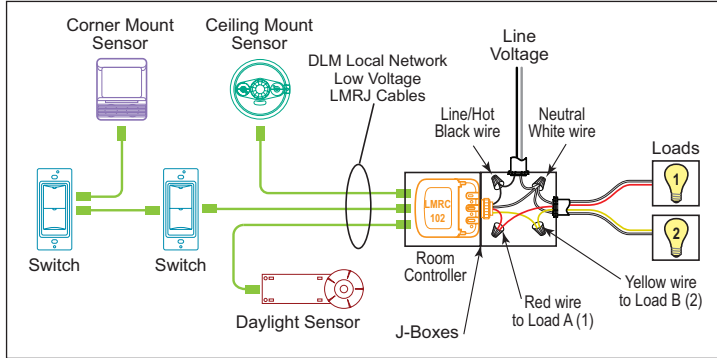 Corner Mount
Sensor
Ceiling Mount
Sensor
DLM Local Network
Low Voltage
LMRJ Cables
Line
Voltage
Line/Hot
Black wire
Neutral
White wire
Loads
1
2
LMRC
102
Switch
Switch
Room
Controller
Daylight Sensor
J-Boxes
Red wire
to Load A (1)
Yellow wire
to Load B (2)